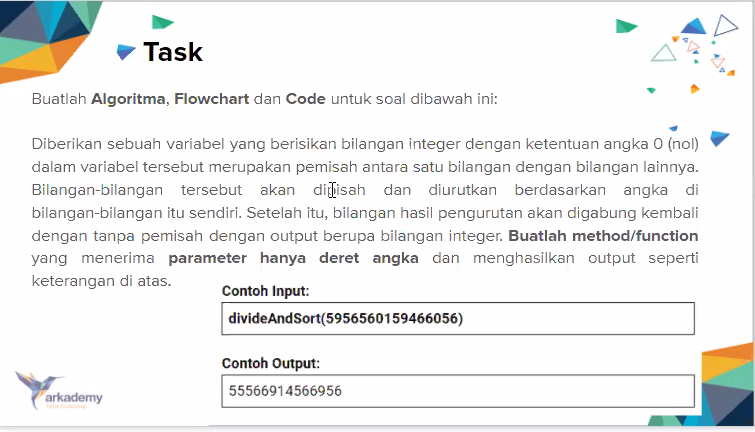 Task
Buatlah Algoritma, Flowchart dan Code untuk soal dibawah ini:
Diberikan sebuah variabel yang berisikan bilangan integer dengan ketentuan angka 0 (nol)
dalam variabel tersebut merupakan pemisah antara satu bilangan dengan bilangan lainnya.
Bilangan-bilangan tersebut akan dipisah dan diurutkan berdasarkan angka di
bilangan-bilangan itu sendiri. Setelah itu, bilangan hasil pengurutan akan digabung kembali
dengan tanpa pemisah dengan output berupa bilangan integer. Buatlah method/function
yang menerima parameter hanya deret angka dan menghasilkan output seperti
keterangan di atas.
Contoh Input:
divideAndSort(5956560159466056)
Contoh Output:
55566914566956
arkademy